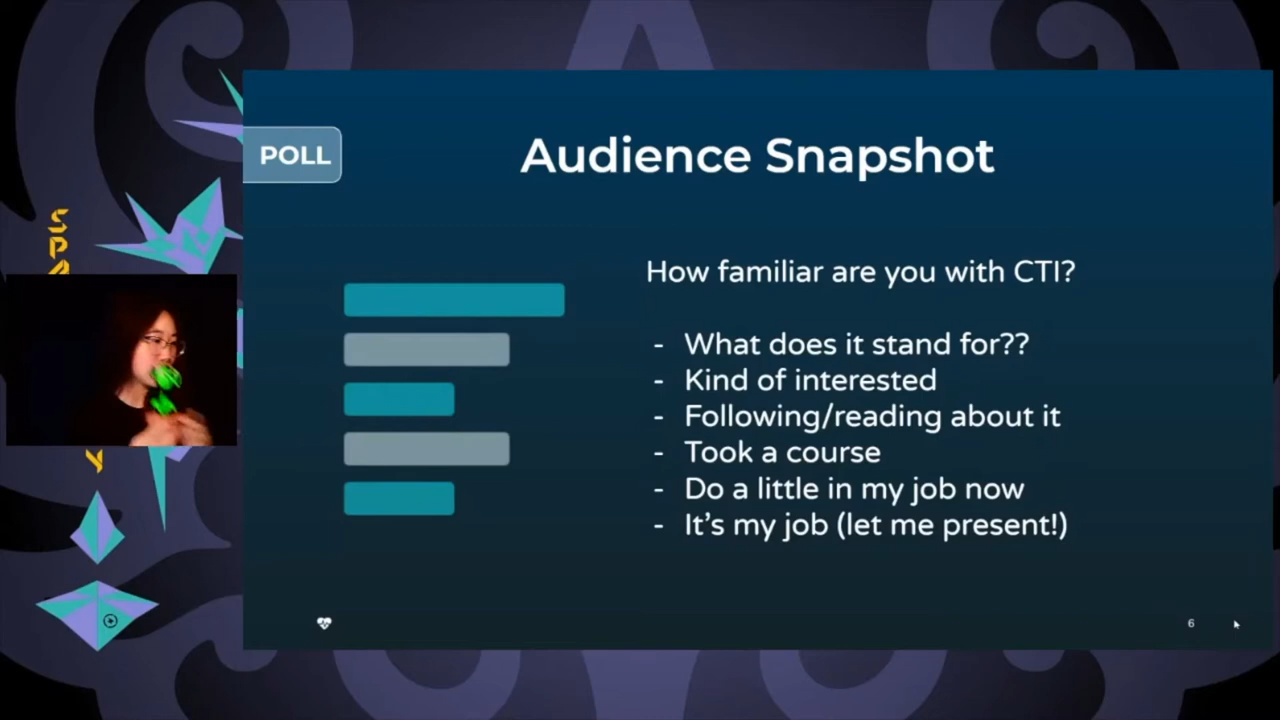 POLL
Audience Snapshot
How familiar are you with CTI?
- What does it stand for??
- Kind of interested
- Following/reading about it
- Took a course
- Do a little in my job now
- It's my job (let me present!)
6